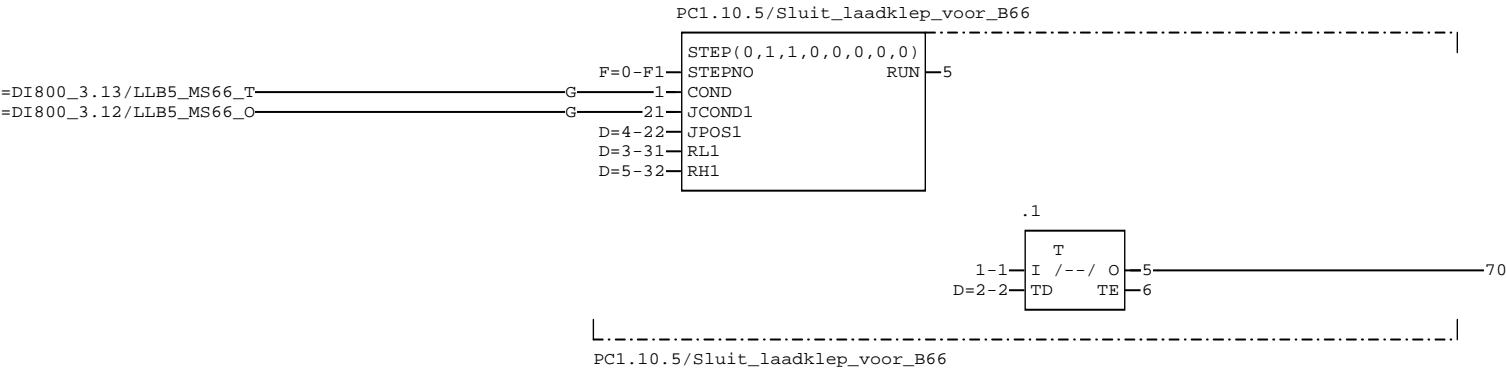 PC1.10.5/Sluit_laadklep_voor_B66
STEP(0,1,1,0,0,0,0,0)
F=0-F1 STEPNO RUN 5
=DI800_3.13/LLB5_MS66_T G 1 COND
=DI800_3.12/LLB5_MS66_O G 21 JCOND1
D=4-22 JPOS1
D=3-31 RL1
D=5-32 RH1
.1
T
1-1 I /--/ O 5 70
D=2-2 TD TE 6
PC1.10.5/Sluit_laadklep_voor_B66